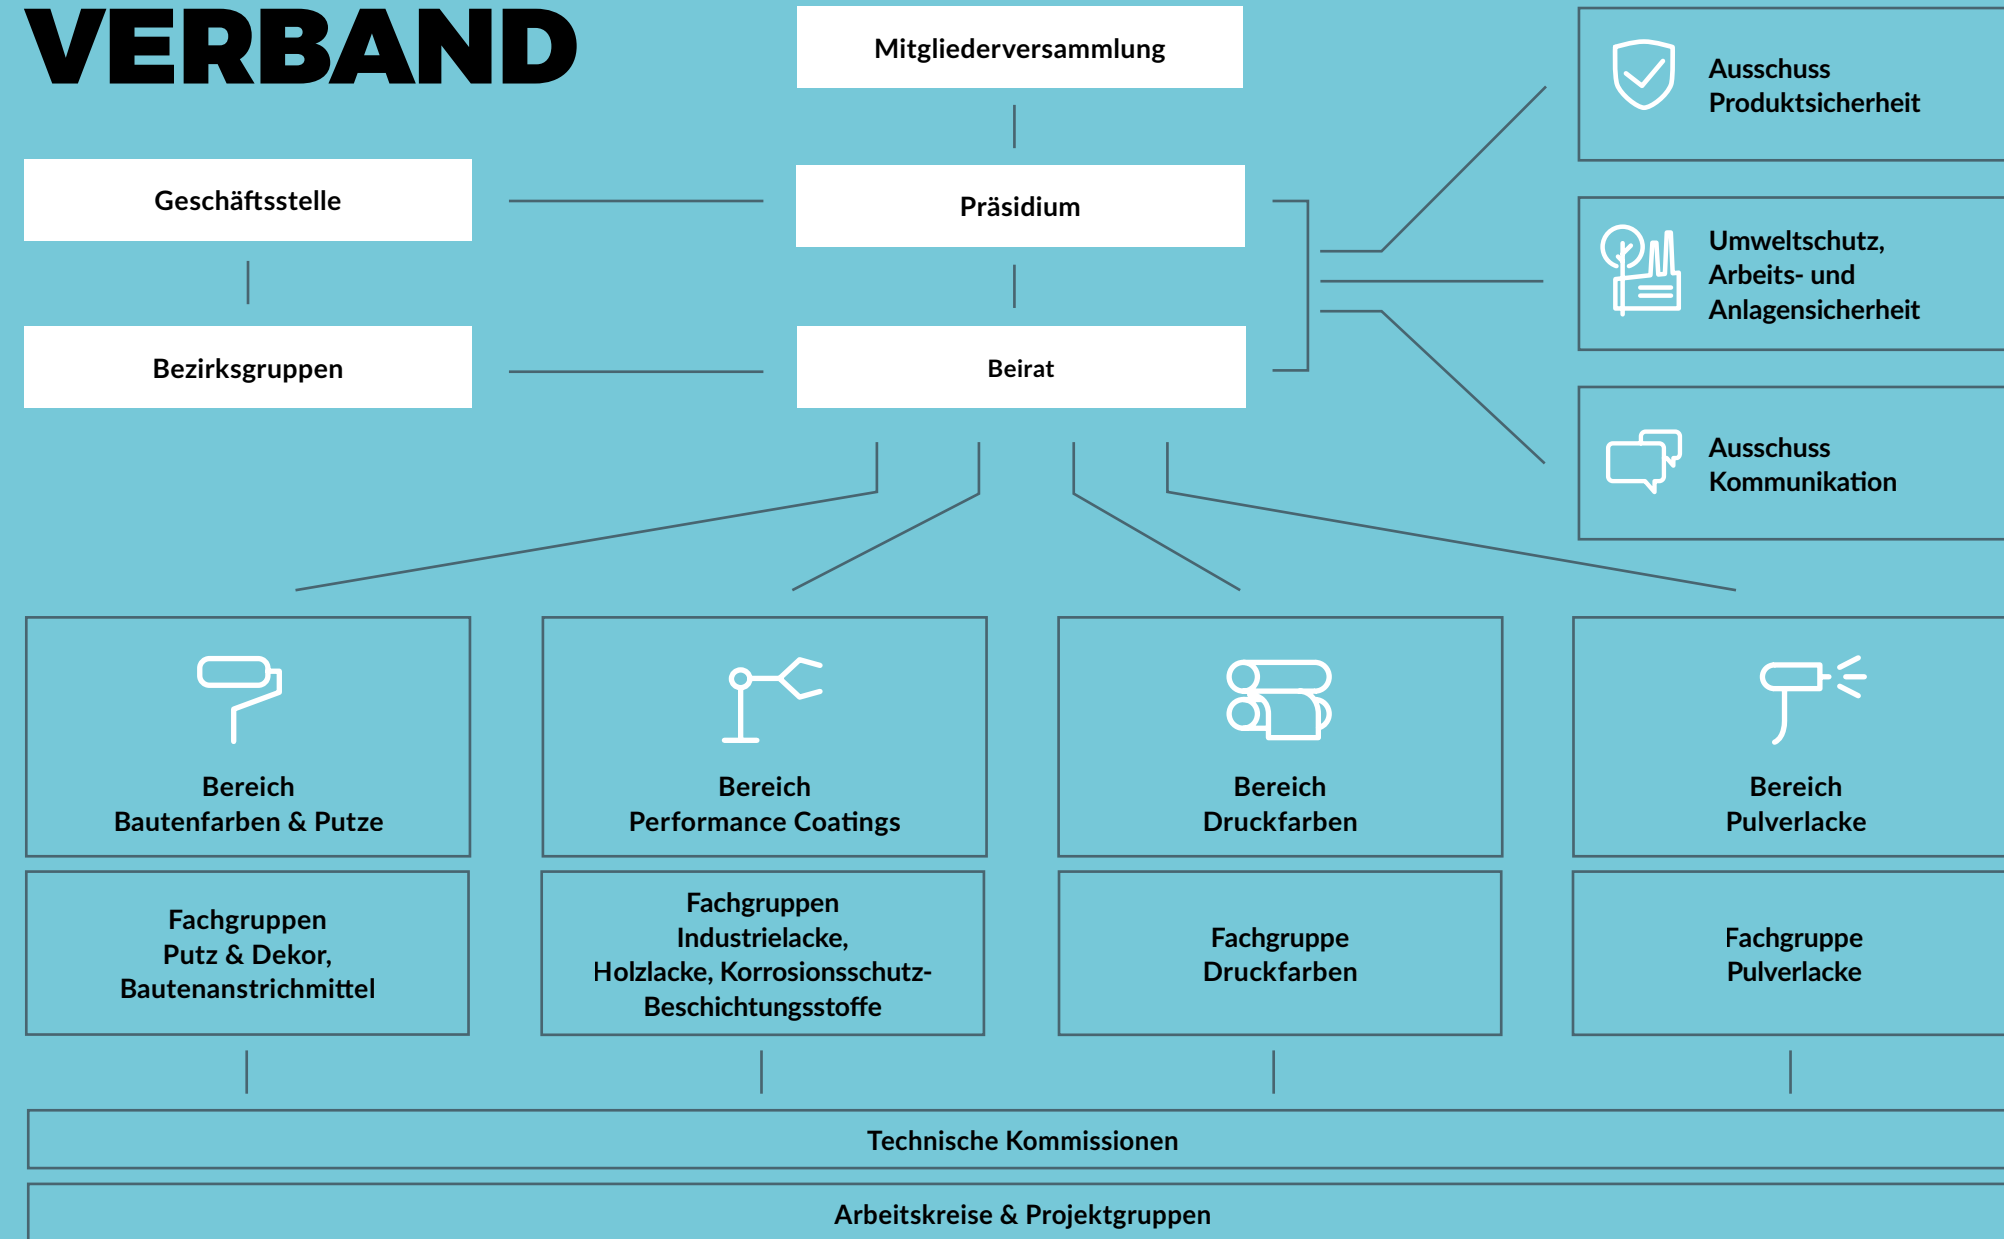 VERBAND
Mitgliederversammlung
Geschäftsstelle
Präsidium
Bezirksgruppen
Beirat
Ausschuss
Produktsicherheit
Umweltschutz,
Arbeits- und
Anlagensicherheit
Ausschuss
Kommunikation
Bereich
Bautenfarben & Putze
Bereich
Performance Coatings
Bereich
Druckfarben
Bereich
Pulverlacke
Fachgruppen
Putz & Dekor,
Bautenanstrichmittel
Fachgruppen
Industrielacke,
Holzlacke, Korrosionsschutz-
Beschichtungsstoffe
Fachgruppe
Druckfarben
Fachgruppe
Pulverlacke
Technische Kommissionen
Arbeitskreise & Projektgruppen